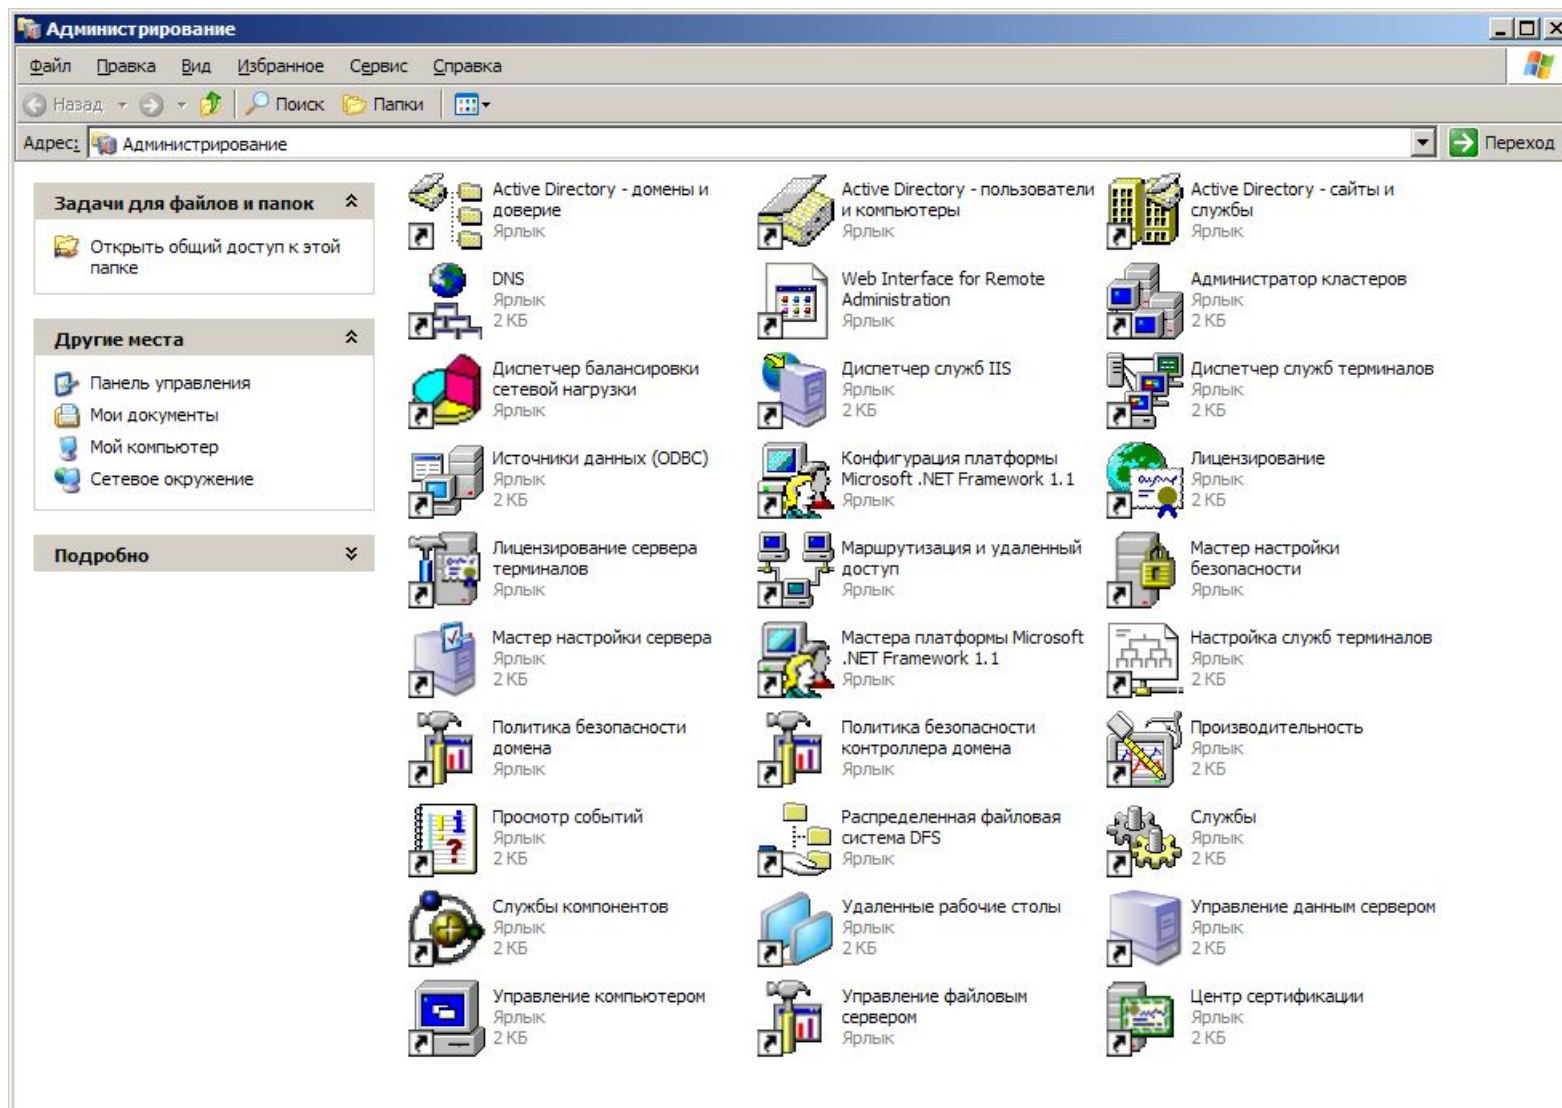 Администрирование
Файл Правка Вид Избранное Сервис Справка
Назад Поиск Папки
Адрес: Администрирование Переход
Задачи для файлов и папок
Открыть общий доступ к этой
папке
Другие места
Панель управления
Мои документы
Мой компьютер
Сетевое окружение
Подробно
Active Directory - домены и
доверие
Ярлык
Active Directory - пользователи
и компьютеры
Ярлык
Active Directory - сайты и
службы
Ярлык
DNS
Ярлык
2 КБ
Web Interface for Remote
Administration
Ярлык
Администратор кластеров
Ярлык
2 КБ
Диспетчер балансировки
сетевой нагрузки
Ярлык
Диспетчер служб IIS
Ярлык
2 КБ
Диспетчер служб терминалов
Ярлык
2 КБ
Источники данных (ODBC)
Ярлык
2 КБ
Конфигурация платформы
Microsoft .NET Framework 1.1
Ярлык
Лицензирование
Ярлык
2 КБ
Лицензирование сервера
терминалов
Ярлык
Маршрутизация и удаленный
доступ
Ярлык
Мастер настройки
безопасности
Ярлык
Мастер настройки сервера
Ярлык
2 КБ
Мастера платформы Microsoft
.NET Framework 1.1
Ярлык
Настройка служб терминалов
Ярлык
2 КБ
Политика безопасности
домена
Ярлык
Политика безопасности
контроллера домена
Ярлык
Производительность
Ярлык
2 КБ
Просмотр событий
Ярлык
2 КБ
Распределенная файловая
система DFS
Ярлык
Службы
Ярлык
2 КБ
Службы компонентов
Ярлык
2 КБ
Удаленные рабочие столы
Ярлык
2 КБ
Управление данным сервером
Ярлык
2 КБ
Управление компьютером
Ярлык
2 КБ
Управление файловым
сервером
Ярлык
Центр сертификации
Ярлык
2 КБ